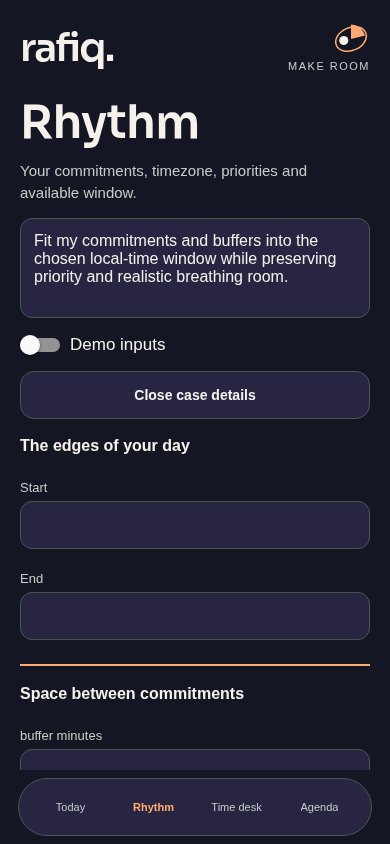 rafiq.
MAKE ROOM
Rhythm
Your commitments, timezone, priorities and
available window.
Fit my commitments and buffers into the
chosen local-time window while preserving
priority and realistic breathing room.
Demo inputs
Close case details
The edges of your day
Start
End
Space between commitments
buffer minutes
Today
Rhythm
Time desk
Agenda